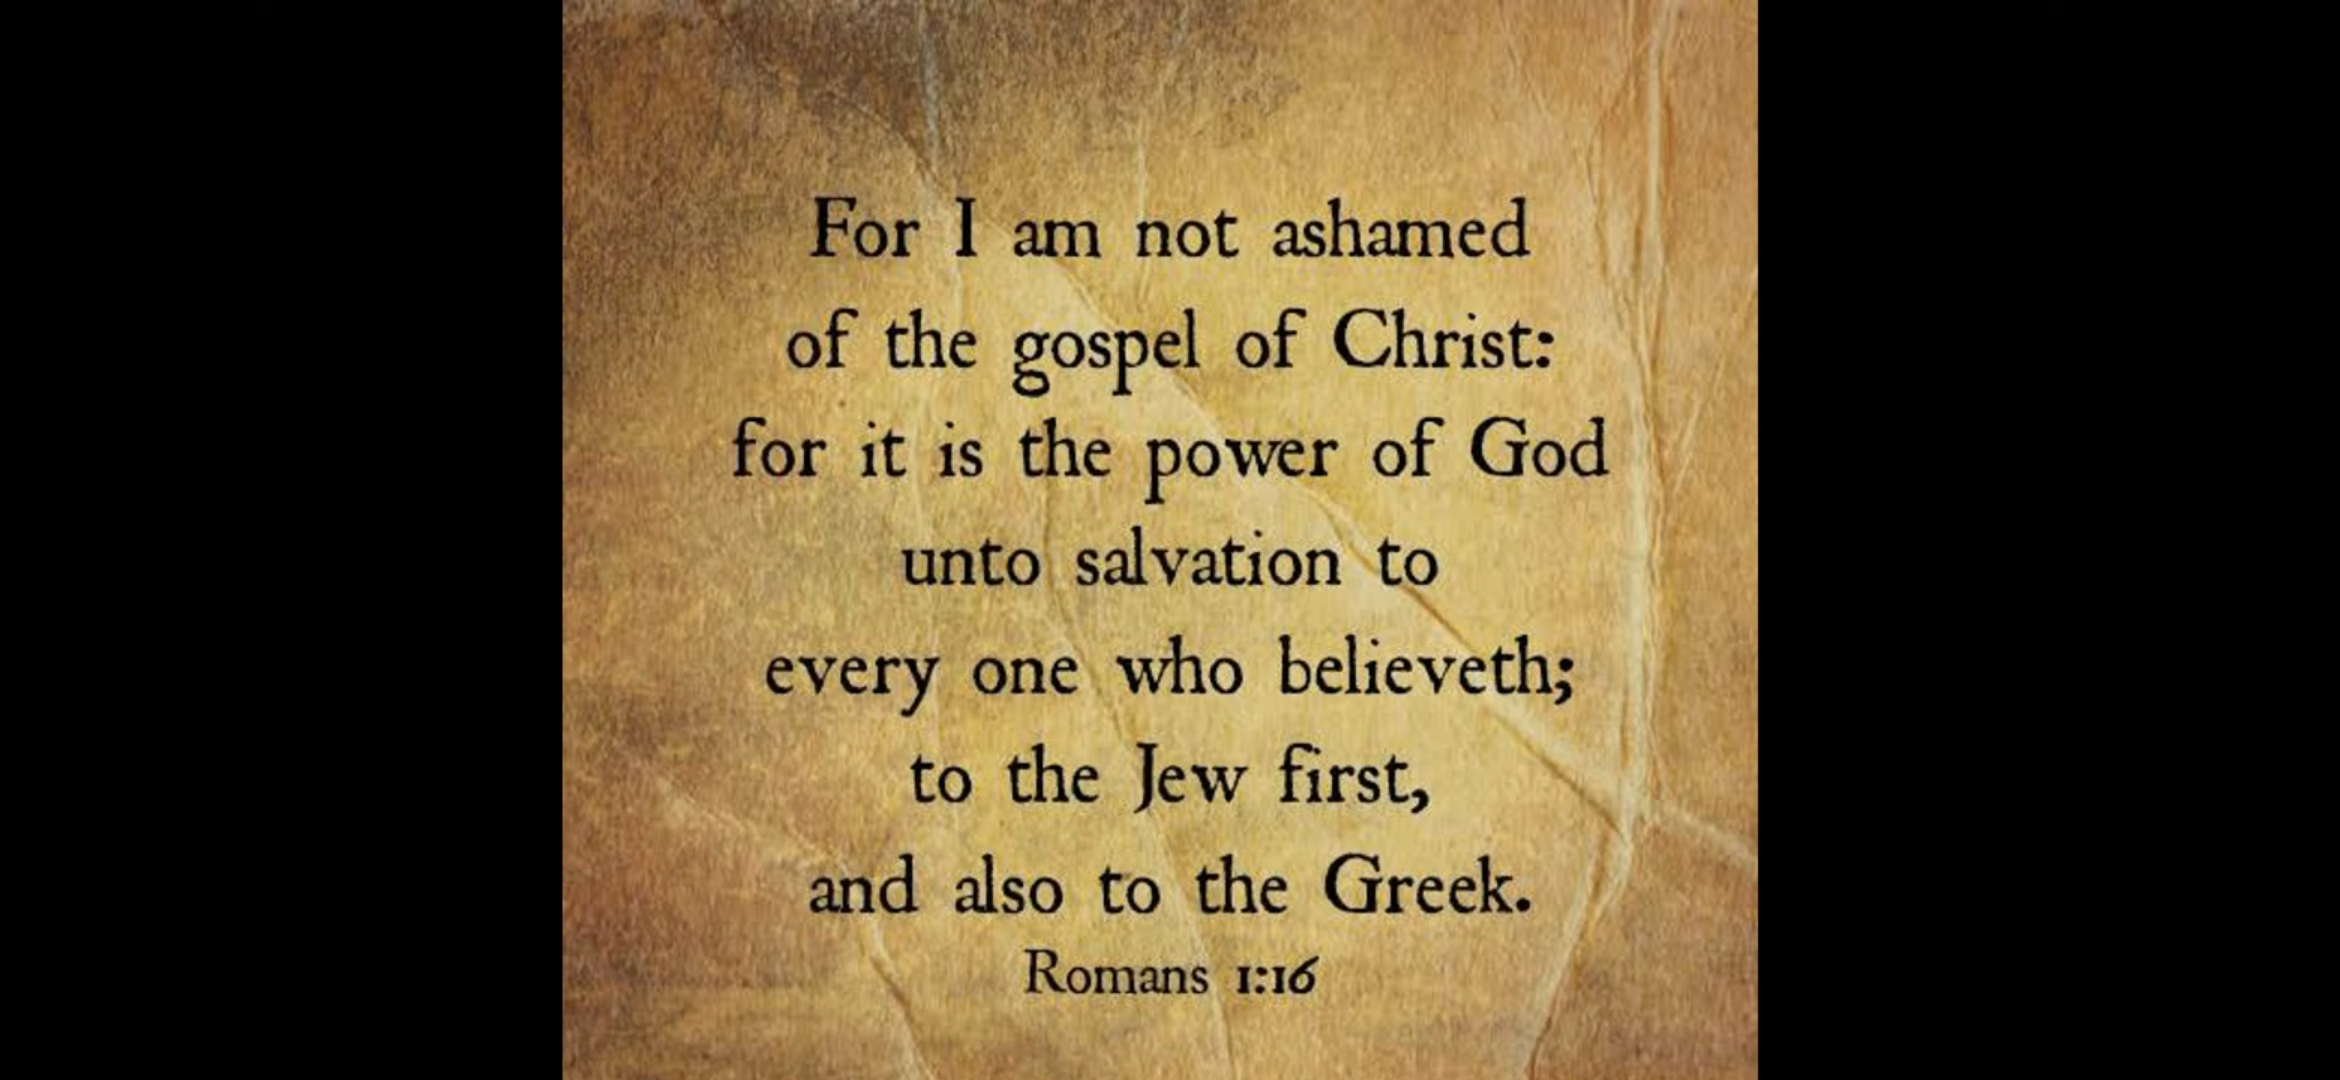 For I am not ashamed
of the gospel of Christ:
for it is the power of God
unto salvation to
every one who believeth;
to the Jew first,
and also to the Greek.
Romans 1:16